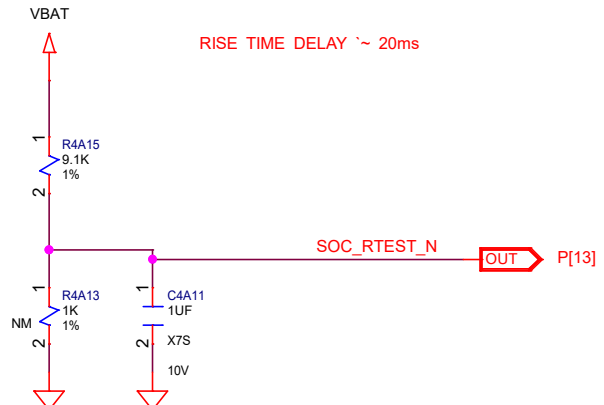 VBAT
RISE TIME DELAY `~ 20ms
1
R4A15
9.1K
1%
2
SOC_RTEST_N
OUT
P[13]
1
R4A13
1K
NM
1%
2
1
C4A11
1UF
2
X7S
10V